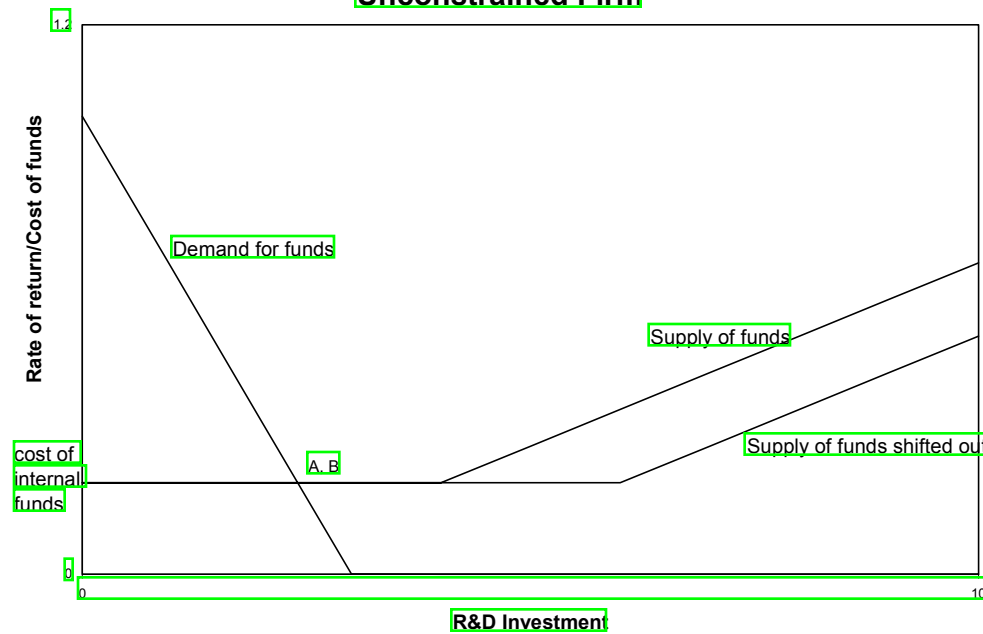 Unconstrained Firm
1.2
Rate of return/Cost of funds
Demand for funds
Supply of funds
Supply of funds shifted out
A, B
cost of
internal
funds
0
0 10
R&D Investment